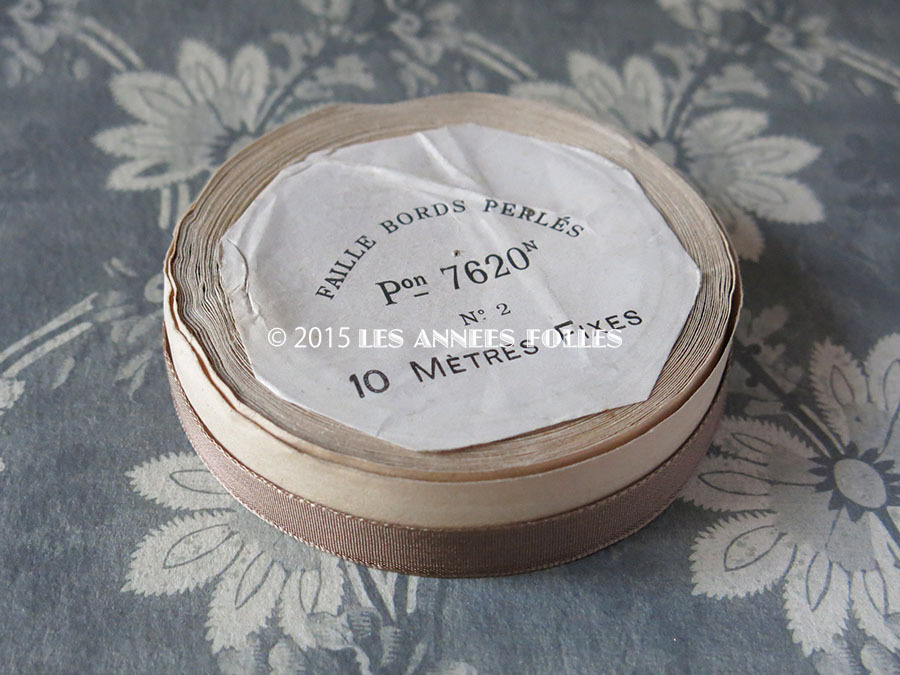 FAILLE BORDS PERLÉS
Pon 7620N
No. 2
© 2015 LES ANNEES FOLLES
10 MÈTRES FIXES